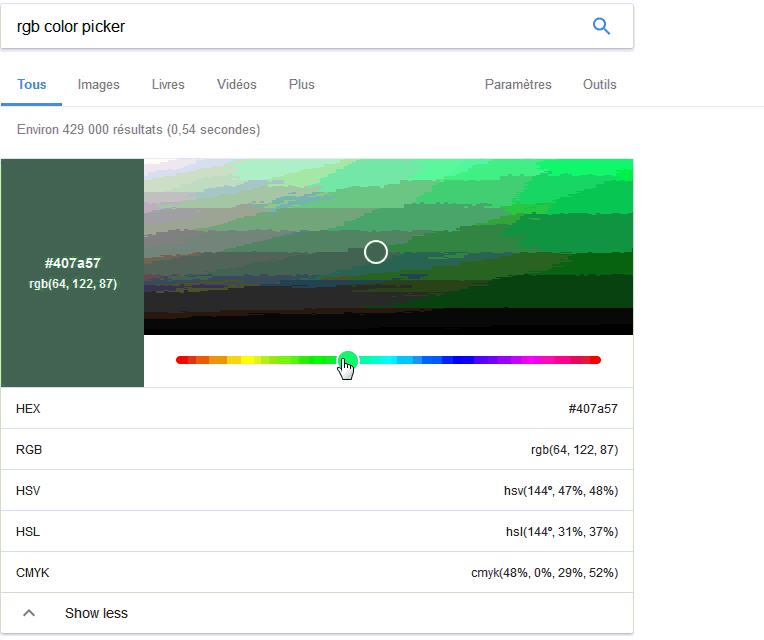 rgb color picker
Tous Images Livres Vidéos Plus Paramètres Outils
Environ 429 000 résultats (0,54 secondes)
#407a57
rgb(64, 122, 87)
HEX #407a57
RGB rgb(64, 122, 87)
HSV hsv(144º, 47%, 48%)
HSL hsl(144º, 31%, 37%)
CMYK cmyk(48%, 0%, 29%, 52%)
Show less